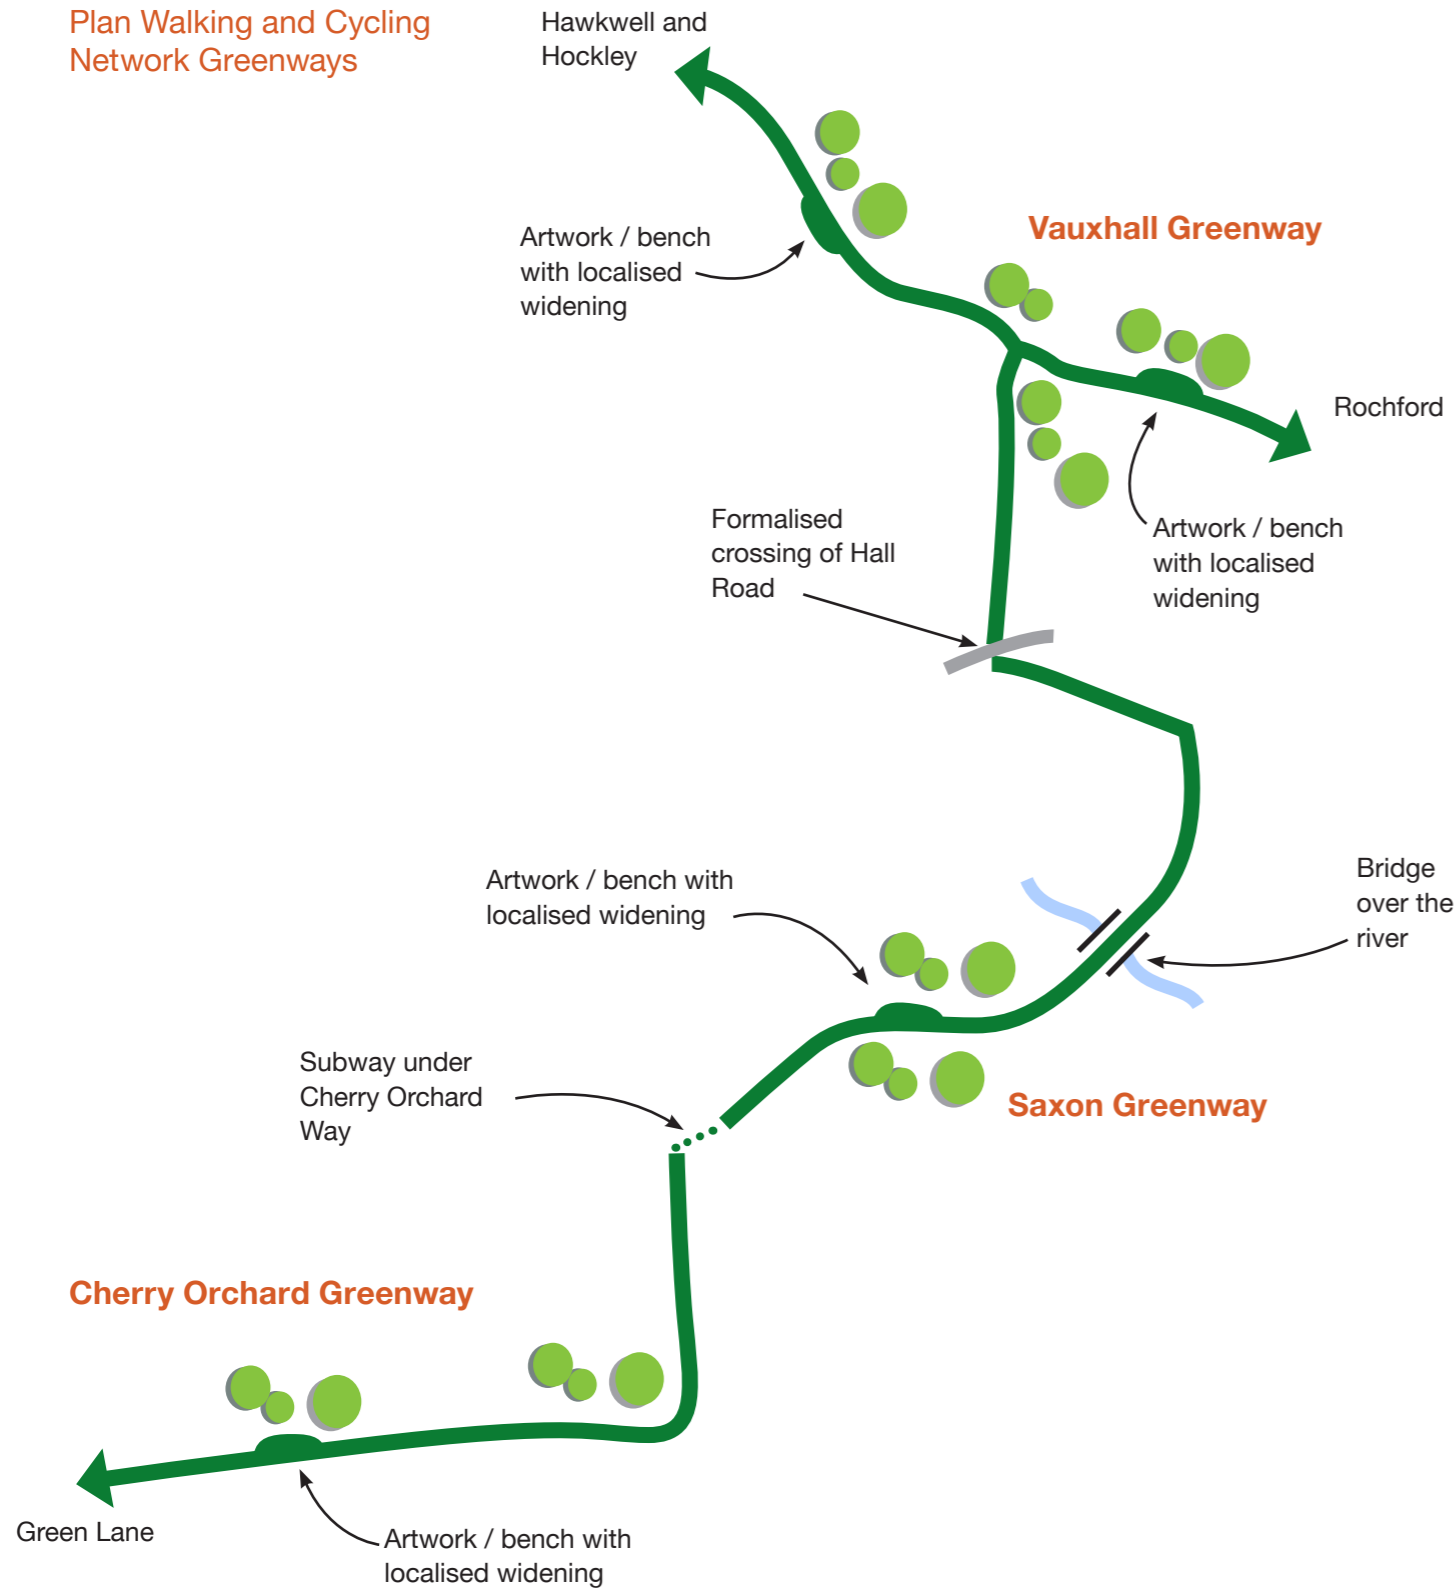 Plan Walking and Cycling
Network Greenways
Hawkwell and
Hockley
Vauxhall Greenway
Artwork / bench
with localised
widening
Rochford
Formalised
crossing of Hall
Road
Artwork / bench
with localised
widening
Bridge
over the
river
Artwork / bench with
localised widening
Subway under
Cherry Orchard
Way
Saxon Greenway
Cherry Orchard Greenway
Green Lane
Artwork / bench with
localised widening